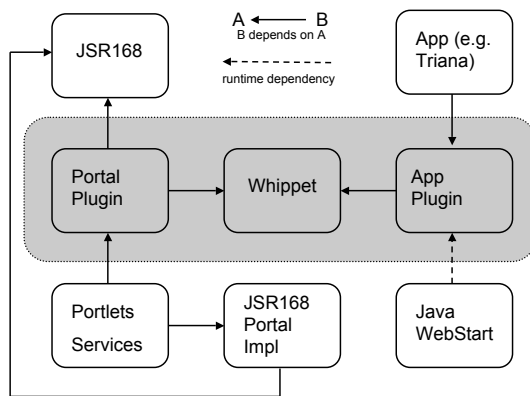 JSR168
A B
B depends on A
runtime dependency
App (e.g.
Triana)
Portal
Plugin
Whippet
App
Plugin
Portlets
Services
JSR168
Portal
Impl
Java
WebStart